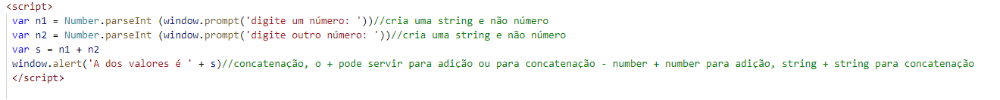 <script>
var n1 = Number.parseInt (window.prompt('digite um número: '))//cria uma string e não número
var n2 = Number.parseInt (window.prompt('digite outro número: '))//cria uma string e não número
var s = n1 + n2
window.alert('A dos valores é ' + s)//concatenação, o + pode servir para adição ou para concatenação - number + number para adição, string + string para concatenação
</script>